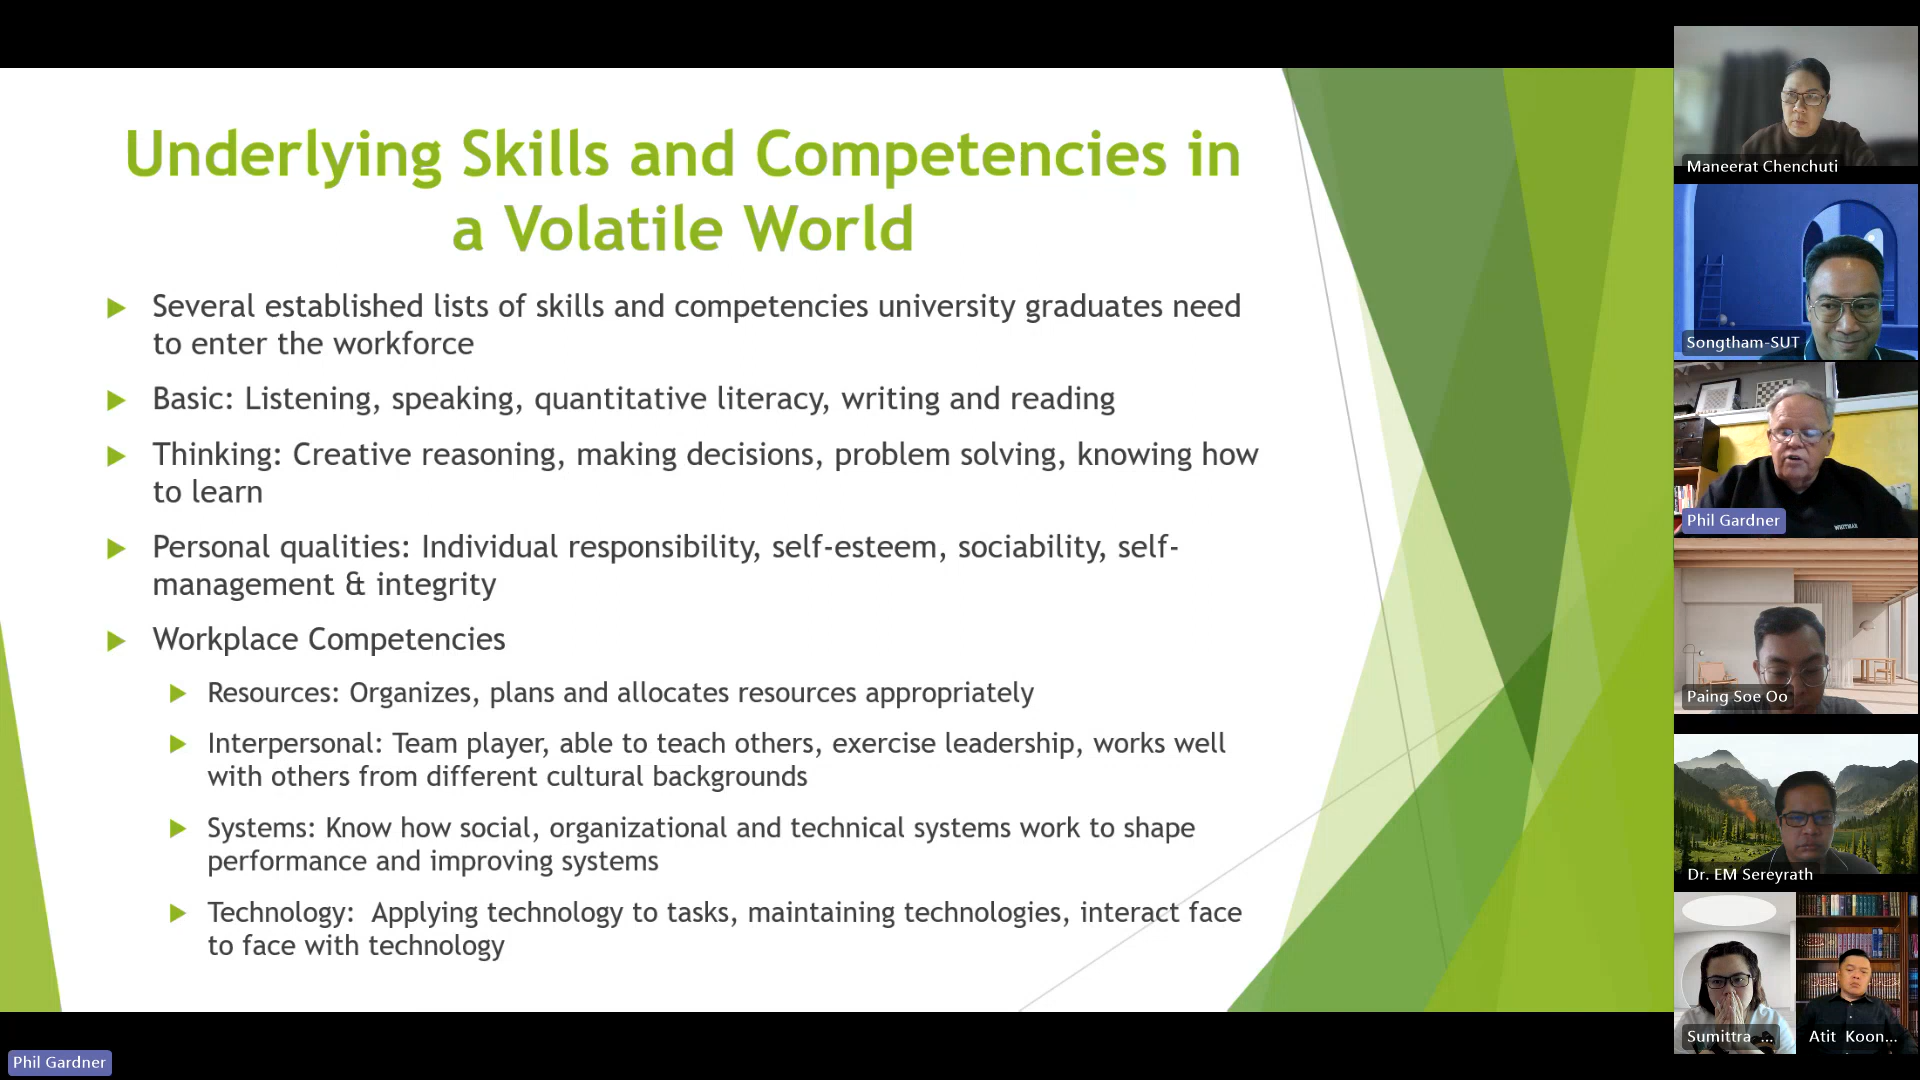 Underlying Skills and Competencies in
a Volatile World
Several established lists of skills and competencies university graduates need
to enter the workforce
Basic: Listening, speaking, quantitative literacy, writing and reading
Thinking: Creative reasoning, making decisions, problem solving, knowing how
to learn
Personal qualities: Individual responsibility, self-esteem, sociability, self-
management & integrity
Workplace Competencies
Resources: Organizes, plans and allocates resources appropriately
Interpersonal: Team player, able to teach others, exercise leadership, works well
with others from different cultural backgrounds
Systems: Know how social, organizational and technical systems work to shape
performance and improving systems
Technology:  Applying technology to tasks, maintaining technologies, interact face
to face with technology
Phil Gardner
Maneerat Chenchuti
Songtham-SUT
WHITMAN
Phil Gardner
Paing Soe Oo
Dr. EM Sereyrath
Sumittra ...
Atit Koon...